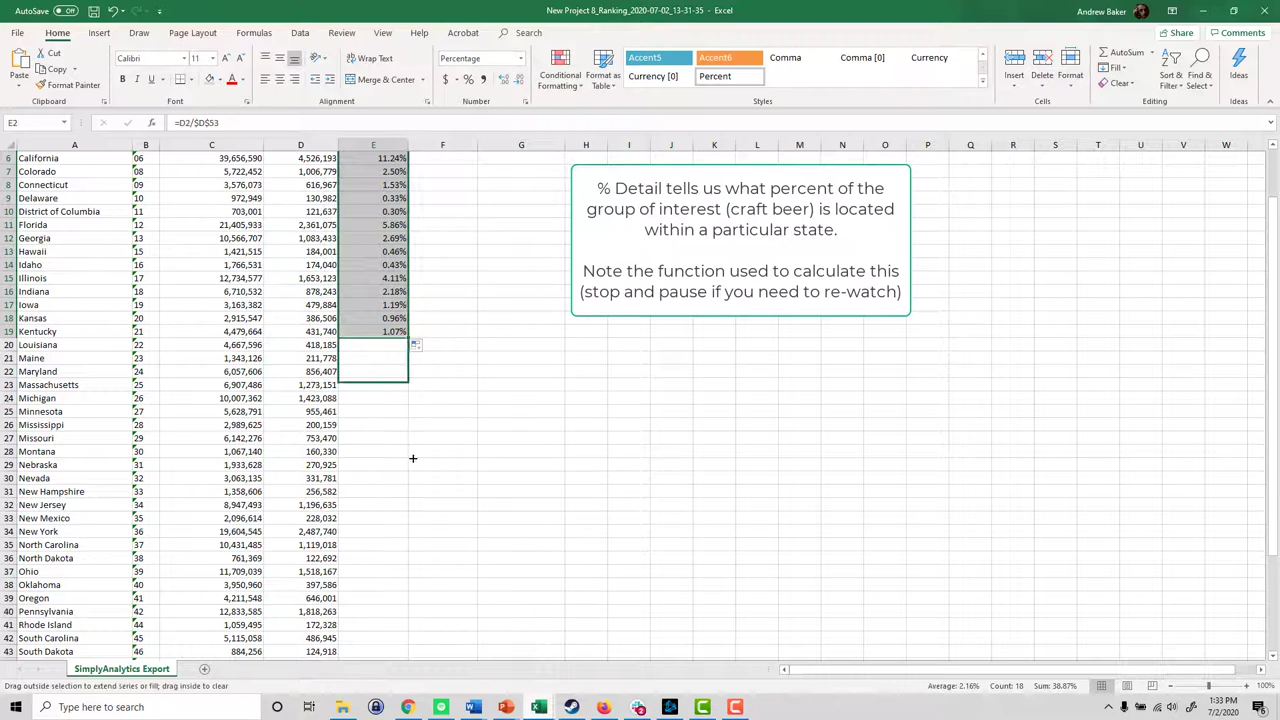 AutoSave Off
New Project 8_Ranking_2020-07-02_13-31-35 - Excel
Andrew Baker
File Home Insert Draw Page Layout Formulas Data Review View Help Acrobat Search
Share Comments
Paste
Cut
Copy
Format Painter
Clipboard
Calibri 11
B I U
Font
Wrap Text
Merge & Center
Alignment
Percentage
$ % ,
Number
Conditional Formatting
Format as Table
Accent5 Accent6 Comma Comma [0] Currency
Currency [0] Percent
Styles
Insert Delete Format
Cells
AutoSum
Fill
Clear
Sort & Filter
Find & Select
Editing
Ideas
Ideas
E2 fx =D2/$D$53
A B C D E F G H I J K L M N O P Q R S T U V W
6 California 06 39,656,590 4,526,193 11.24%
7 Colorado 08 5,722,452 1,006,779 2.50%
8 Connecticut 09 3,576,073 616,967 1.53%
9 Delaware 10 972,949 130,982 0.33%
10 District of Columbia 11 703,001 121,637 0.30%
11 Florida 12 21,405,933 2,361,075 5.86%
12 Georgia 13 10,566,707 1,083,433 2.69%
13 Hawaii 15 1,421,515 184,001 0.46%
14 Idaho 16 1,766,531 174,040 0.43%
15 Illinois 17 12,734,577 1,653,123 4.11%
16 Indiana 18 6,710,532 878,243 2.18%
17 Iowa 19 3,163,382 479,884 1.19%
18 Kansas 20 2,915,547 386,506 0.96%
19 Kentucky 21 4,479,664 431,740 1.07%
20 Louisiana 22 4,667,596 418,185
21 Maine 23 1,343,126 211,778
22 Maryland 24 6,057,606 856,407
23 Massachusetts 25 6,907,486 1,273,151
24 Michigan 26 10,007,362 1,423,088
25 Minnesota 27 5,628,791 955,461
26 Mississippi 28 2,989,625 200,159
27 Missouri 29 6,142,276 753,470
28 Montana 30 1,067,140 160,330
29 Nebraska 31 1,933,628 270,925
30 Nevada 32 3,063,135 331,781
31 New Hampshire 33 1,358,606 256,582
32 New Jersey 34 8,947,493 1,196,635
33 New Mexico 35 2,096,614 228,032
34 New York 36 19,604,545 2,487,740
35 North Carolina 37 10,431,485 1,119,018
36 North Dakota 38 761,369 122,692
37 Ohio 39 11,709,039 1,518,167
38 Oklahoma 40 3,950,960 397,586
39 Oregon 41 4,211,548 646,001
40 Pennsylvania 42 12,833,585 1,818,263
41 Rhode Island 44 1,059,495 172,328
42 South Carolina 45 5,115,058 486,945
43 South Dakota 46 884,256 124,918
% Detail tells us what percent of the
group of interest (craft beer) is located
within a particular state.
Note the function used to calculate this
(stop and pause if you need to re-watch)
SimplyAnalytics Export
Drag outside selection to extend series or fill; drag inside to clear
Average: 2.16% Count: 18 Sum: 38.87%
100%
Type here to search
1:33 PM
7/2/2020